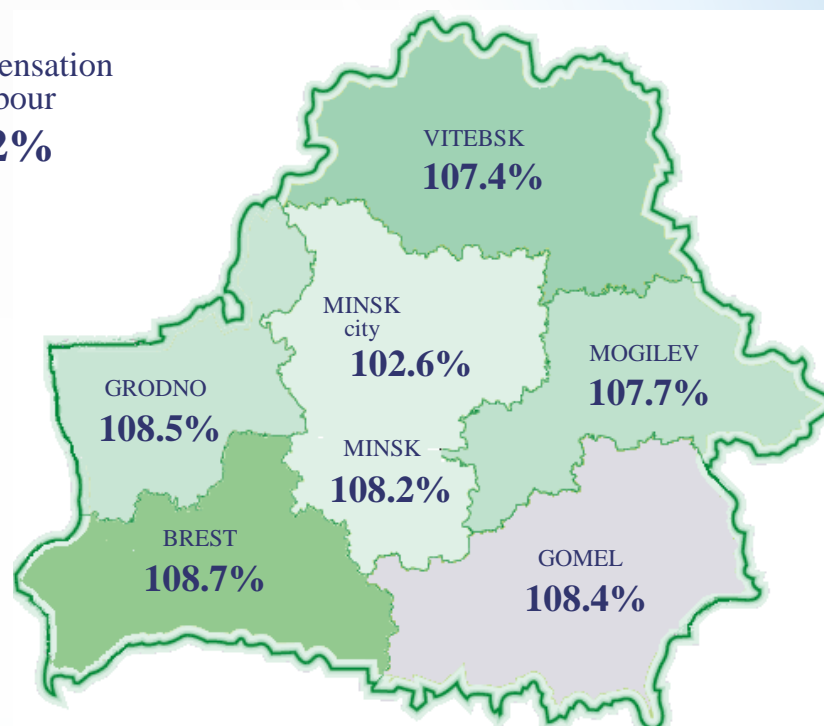 VITEBSK
107.4%
MINSK
city
102.6%
MOGILEV
107.7%
GRODNO
108.5%
MINSK
108.2%
BREST
108.7%
GOMEL
108.4%